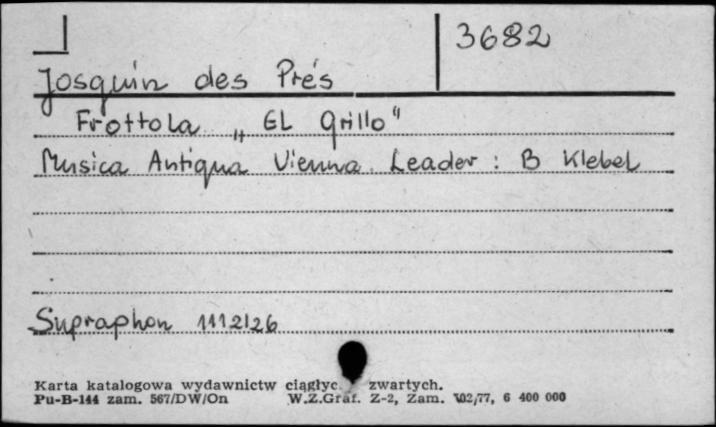 3682
Josquin des Prés
Frottola „ EL Grillo"
Musica Antiqua Vienna. Leader : B Klebel
Supraphon 1112126
Karta katalogowa wydawnictw ciągłyc zwartych.
Pu-B-144 zam. 567/DW/On W.Z.Graf. Z-2, Zam. 102/77, 6 400 000